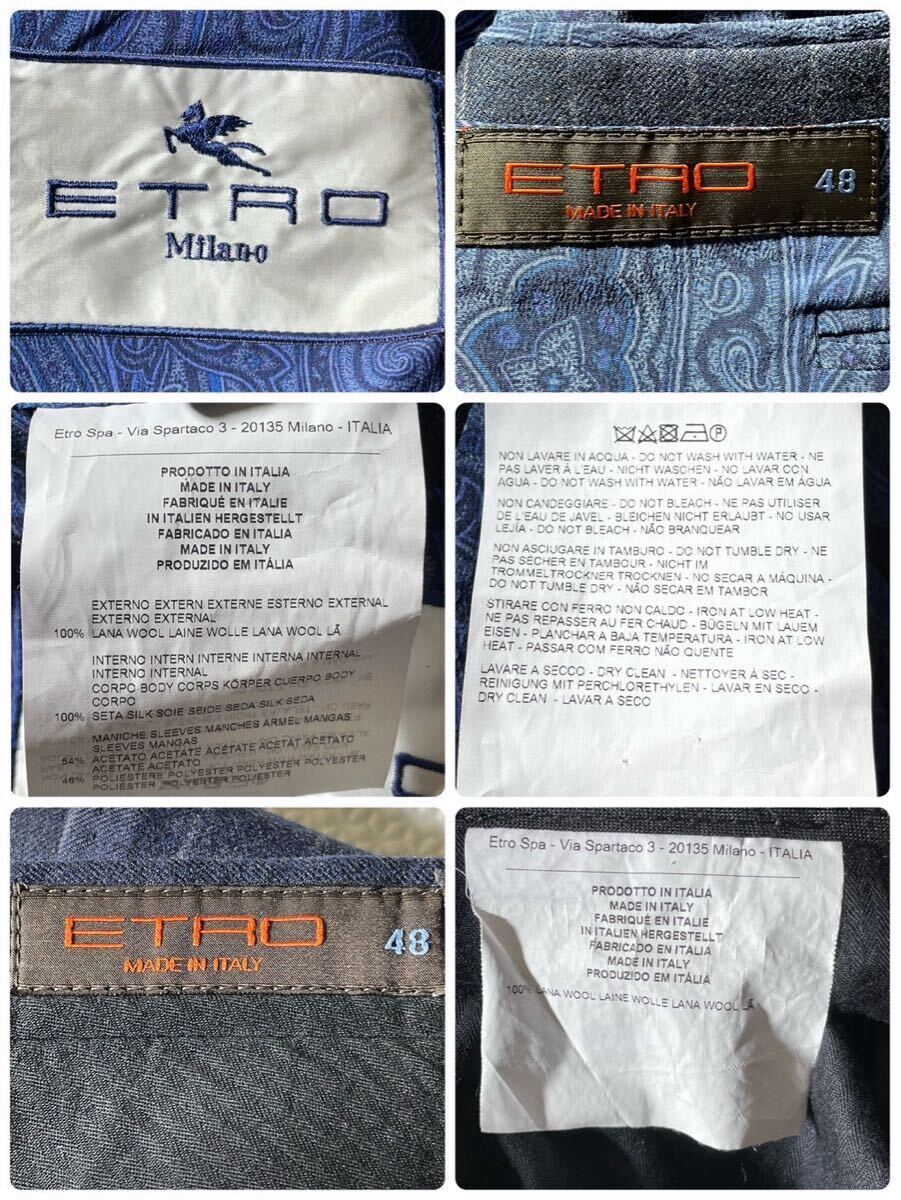 ETRO
Milano
ETRO 48
MADE IN ITALY
Etro Spa - Via Spartaco 3 - 20135 Milano - ITALIA
PRODOTTO IN ITALIA
MADE IN ITALY
FABRIQUÉ EN ITALIE
IN ITALIEN HERGESTELLT
FABRICADO EN ITALIA
MADE IN ITALY
PRODUZIDO EM ITÁLIA
EXTERNO EXTERN EXTERNE ESTERNO EXTERNAL
EXTERNO EXTERNAL
100% LANA WOOL LAINE WOLLE LANA WOOL LÃ
INTERNO INTERN INTERNE INTERNA INTERNAL
INTERNO INTERNAL
CORPO BODY CORPS KÖRPER CUERPO BODY
CORPO
100% SETA SILK SOIE SEIDE SEDA SILK SEDA
MANICHE SLEEVES MANCHES ÄRMEL MANGAS
SLEEVES MANGAS
54% ACETATO ACETATE ACÉTATE ACETAT ACETATO
ACETATE ACETATO
46% POLIESTERE POLYESTER POLYESTER POLYESTER
POLIÉSTER POLYESTER POLIÉSTER
NON LAVARE IN ACQUA - DO NOT WASH WITH WATER - NE
PAS LAVER À L'EAU - NICHT WASCHEN - NO LAVAR CON
AGUA - DO NOT WASH WITH WATER - NÃO LAVAR EM ÁGUA
NON CANDEGGIARE - DO NOT BLEACH - NE PAS UTILISER
DE L'EAU DE JAVEL - BLEICHEN NICHT ERLAUBT - NO USAR
LEJÍA - DO NOT BLEACH - NÃO BRANQUEAR
NON ASCIUGARE IN TAMBURO - DO NOT TUMBLE DRY - NE
PAS SÉCHER EN TAMBOUR - NICHT IM
TROMMELTROCKNER TROCKNEN - NO SECAR A MÁQUINA -
DO NOT TUMBLE DRY - NÃO SECAR EM TAMBOR
STIRARE CON FERRO NON CALDO - IRON AT LOW HEAT -
NE PAS REPASSER AU FER CHAUD - BÜGELN MIT LAUEM
EISEN - PLANCHAR A BAJA TEMPERATURA - IRON AT LOW
HEAT - PASSAR COM FERRO NÃO QUENTE
LAVARE A SECCO - DRY CLEAN - NETTOYER À SEC -
REINIGUNG MIT PERCHLORETHYLEN - LAVAR EN SECO -
DRY CLEAN - LAVAR A SECO
ETRO 48
MADE IN ITALY
Etro Spa - Via Spartaco 3 - 20135 Milano - ITALIA
PRODOTTO IN ITALIA
MADE IN ITALY
FABRIQUÉ EN ITALIE
IN ITALIEN HERGESTELLT
FABRICADO EN ITALIA
MADE IN ITALY
PRODUZIDO EM ITÁLIA
100% LANA WOOL LAINE WOLLE LANA WOOL LÃ